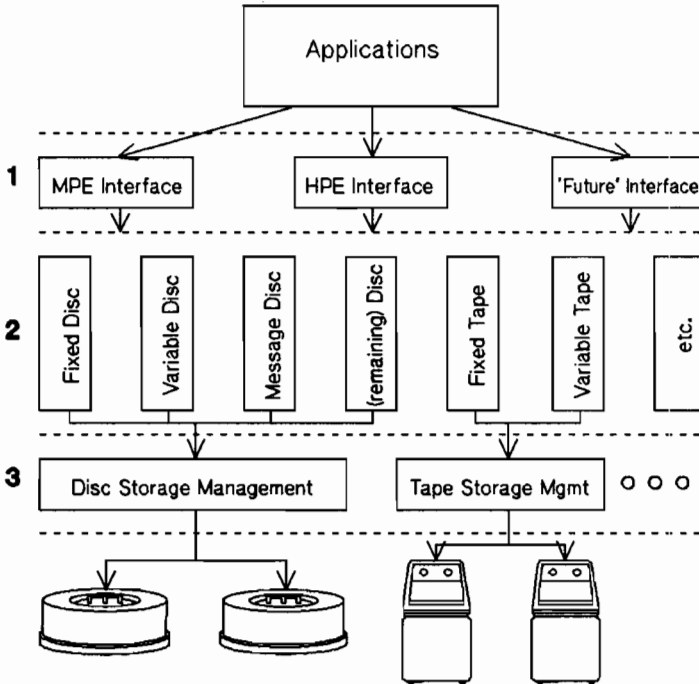 Applications
1
MPE Interface
HPE Interface
'Future' Interface
2
Fixed Disc
Variable Disc
Message Disc
(remaining) Disc
Fixed Tape
Variable Tape
etc.
3
Disc Storage Management
Tape Storage Mgmt